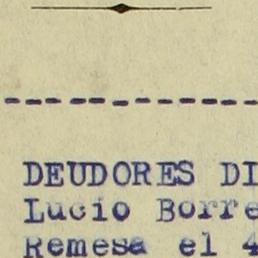 DEUDORES DI
Lucio Borre
Remesa el 4